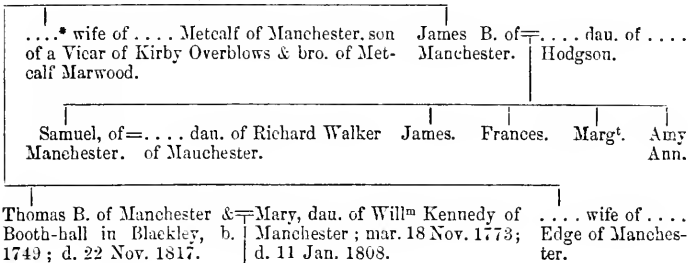 ....* wife of .... Metcalf of Manchester. son
of a Vicar of Kirby Overblows & bro. of Met-
calf Marwood.
James B. of=.... dau. of ....
Manchester. Hodgson.
Samuel, of=.... dau. of Richard Walker
Manchester. of Manchester.
James. Frances. Margt. Amy
Ann.
Thomas B. of Manchester &=Mary, dau. of Willm Kennedy of
Booth-hall in Blackley, b. Manchester ; mar. 18 Nov. 1773;
1749 ; d. 22 Nov. 1817. d. 11 Jan. 1808.
.... wife of ....
Edge of Manches-
ter.